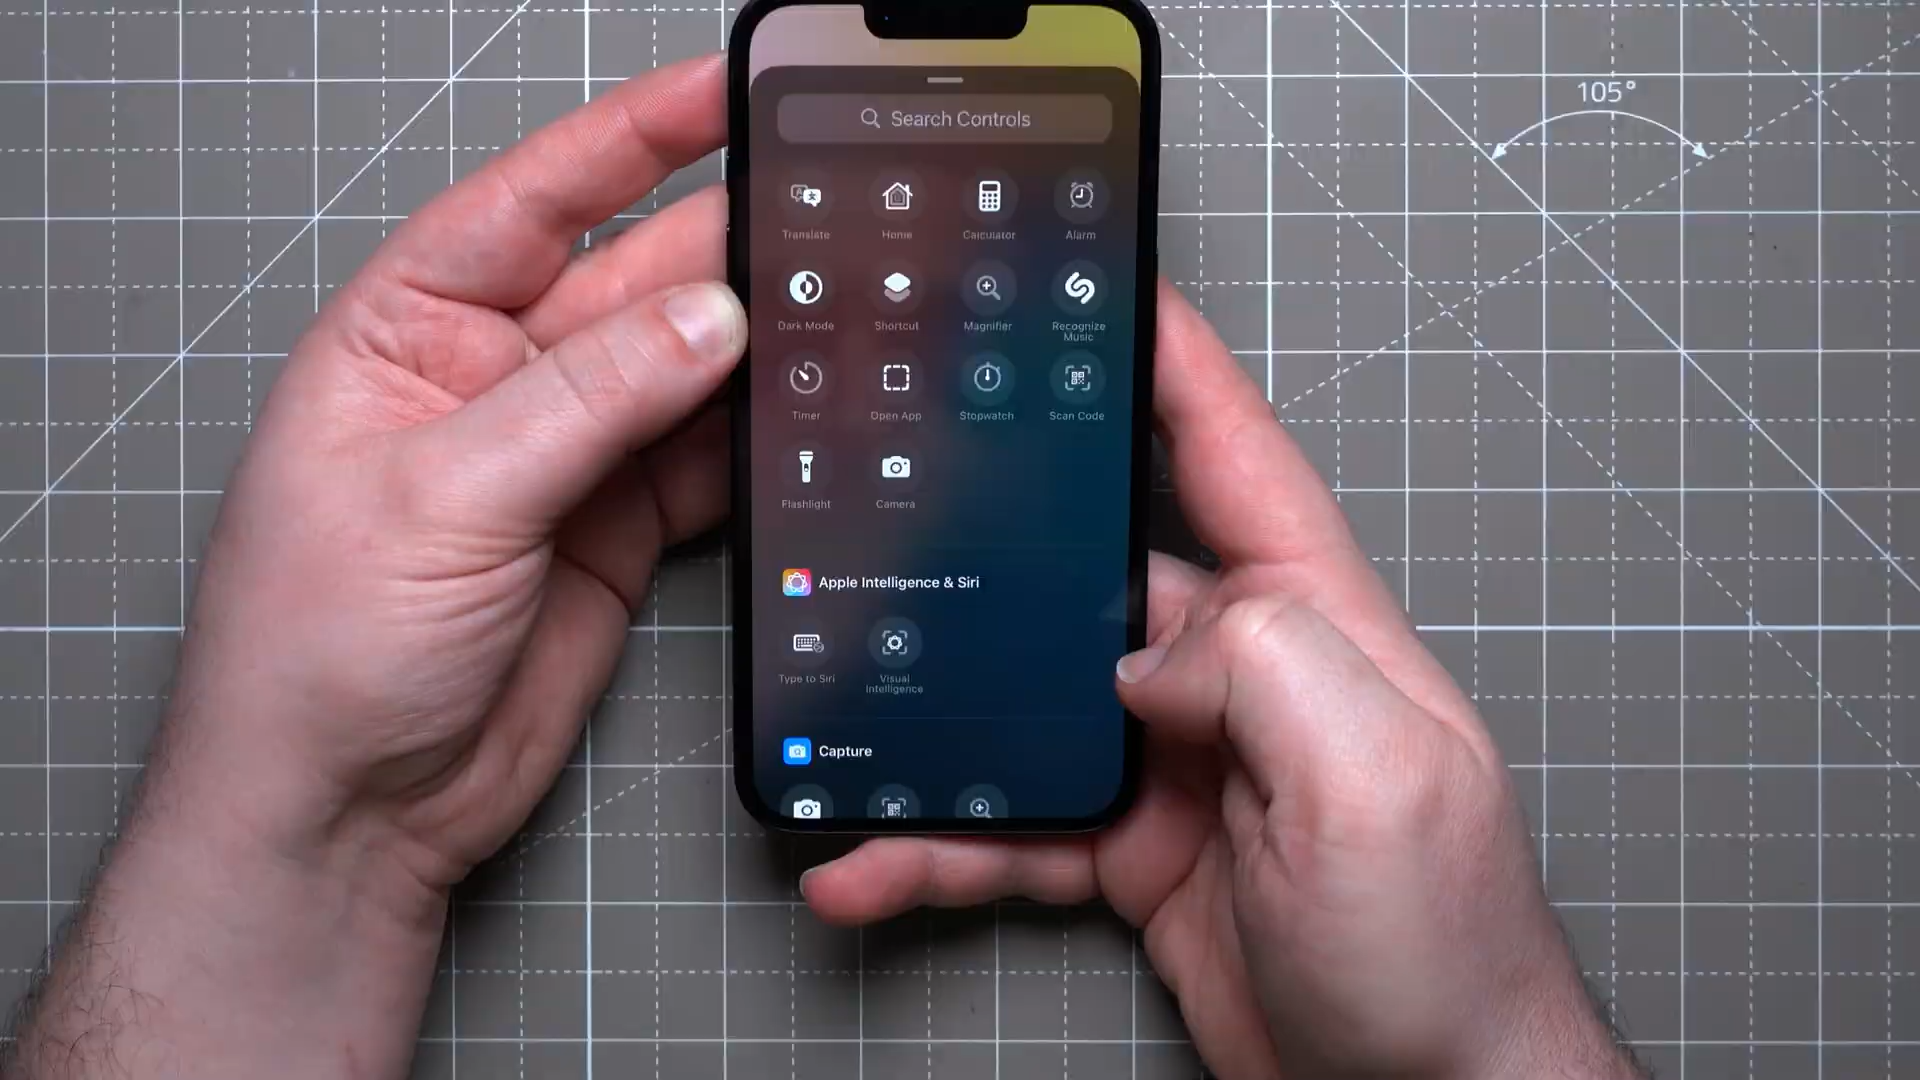 105°
Search Controls
Translate
Home
Calculator
Alarm
Dark Mode
Shortcut
Magnifier
Recognize
Music
Timer
Open App
Stopwatch
Scan Code
Flashlight
Camera
Apple Intelligence & Siri
Type to Siri
Visual
Intelligence
Capture